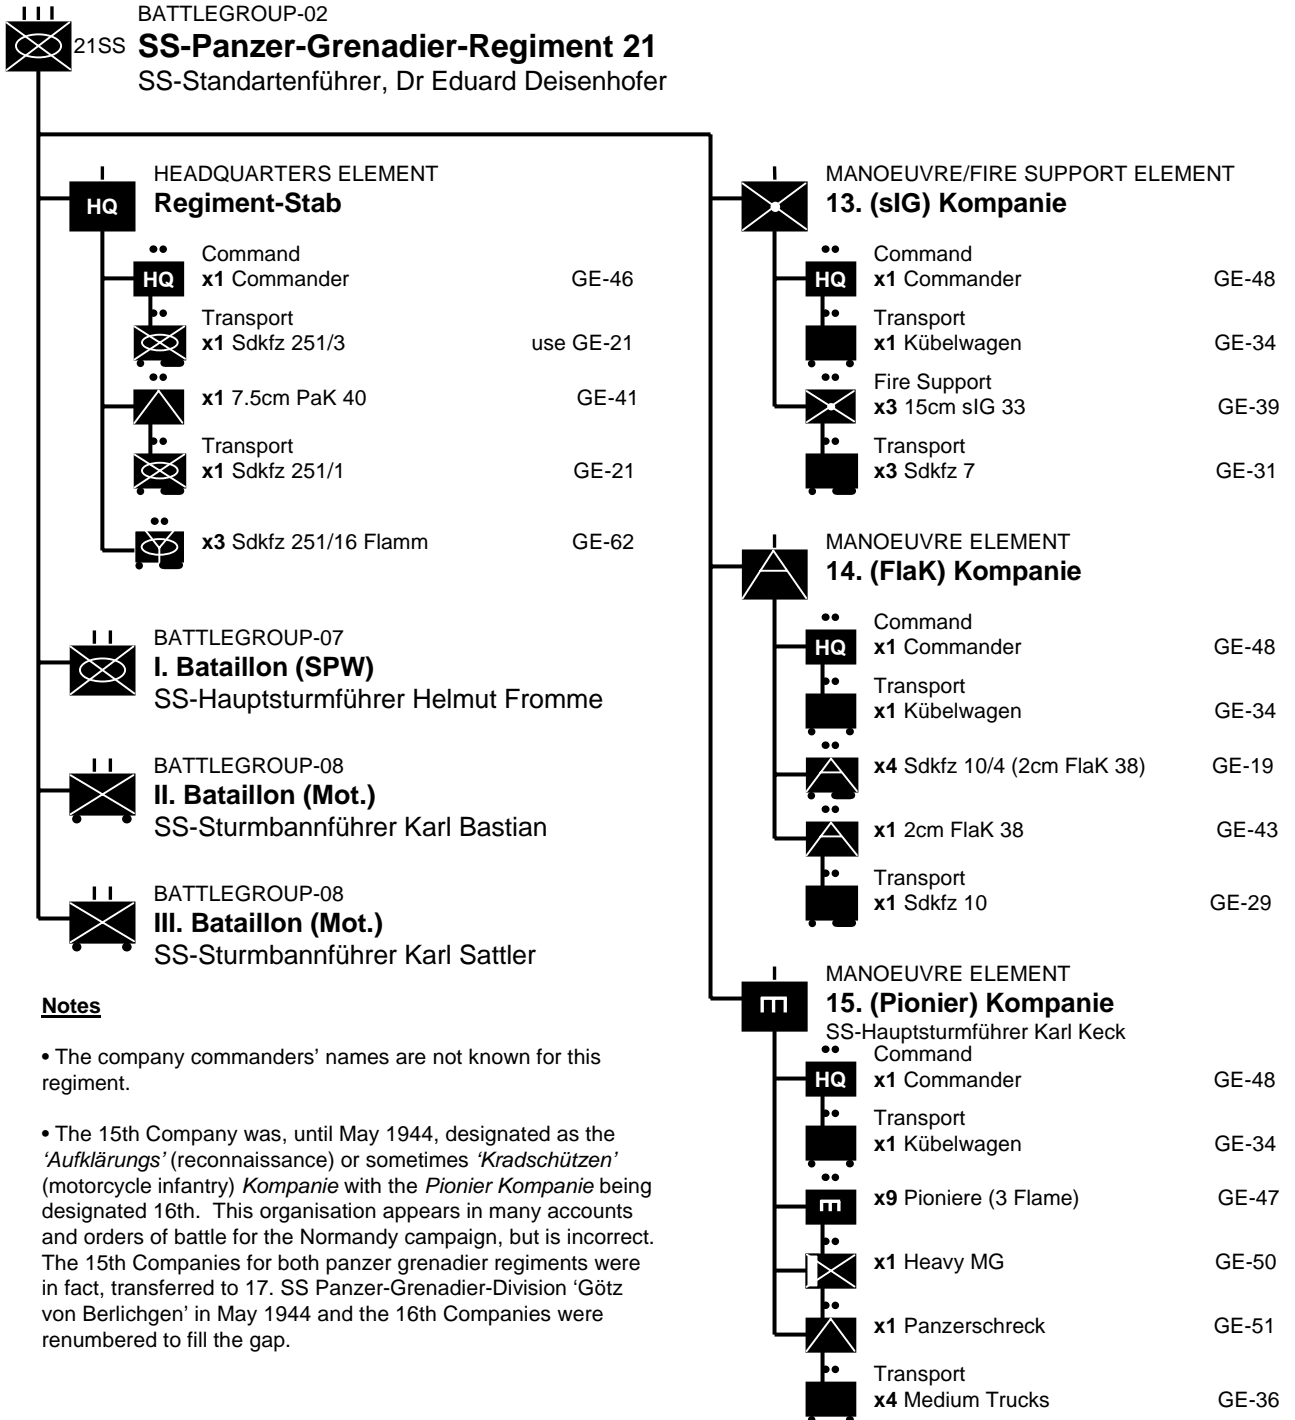 BATTLEGROUP-02
21SS SS-Panzer-Grenadier-Regiment 21
SS-Standartenführer, Dr Eduard Deisenhofer
HEADQUARTERS ELEMENT
HQ Regiment-Stab
Command
HQ x1 Commander GE-46
Transport
x1 Sdkfz 251/3 use GE-21
x1 7.5cm PaK 40 GE-41
Transport
x1 Sdkfz 251/1 GE-21
x3 Sdkfz 251/16 Flamm GE-62
BATTLEGROUP-07
I. Bataillon (SPW)
SS-Hauptsturmführer Helmut Fromme
BATTLEGROUP-08
II. Bataillon (Mot.)
SS-Sturmbannführer Karl Bastian
BATTLEGROUP-08
III. Bataillon (Mot.)
SS-Sturmbannführer Karl Sattler
Notes
• The company commanders’ names are not known for this
regiment.
• The 15th Company was, until May 1944, designated as the
‘Aufklärungs’ (reconnaissance) or sometimes ‘Kradschützen’
(motorcycle infantry) Kompanie with the Pionier Kompanie being
designated 16th. This organisation appears in many accounts
and orders of battle for the Normandy campaign, but is incorrect.
The 15th Companies for both panzer grenadier regiments were
in fact, transferred to 17. SS Panzer-Grenadier-Division ‘Götz
von Berlichgen’ in May 1944 and the 16th Companies were
renumbered to fill the gap.
MANOEUVRE/FIRE SUPPORT ELEMENT
13. (sIG) Kompanie
Command
HQ x1 Commander GE-48
Transport
x1 Kübelwagen GE-34
Fire Support
x3 15cm sIG 33 GE-39
Transport
x3 Sdkfz 7 GE-31
MANOEUVRE ELEMENT
14. (FlaK) Kompanie
Command
HQ x1 Commander GE-48
Transport
x1 Kübelwagen GE-34
x4 Sdkfz 10/4 (2cm FlaK 38) GE-19
x1 2cm FlaK 38 GE-43
Transport
x1 Sdkfz 10 GE-29
MANOEUVRE ELEMENT
15. (Pionier) Kompanie
SS-Hauptsturmführer Karl Keck
Command
HQ x1 Commander GE-48
Transport
x1 Kübelwagen GE-34
x9 Pioniere (3 Flame) GE-47
x1 Heavy MG GE-50
x1 Panzerschreck GE-51
Transport
x4 Medium Trucks GE-36